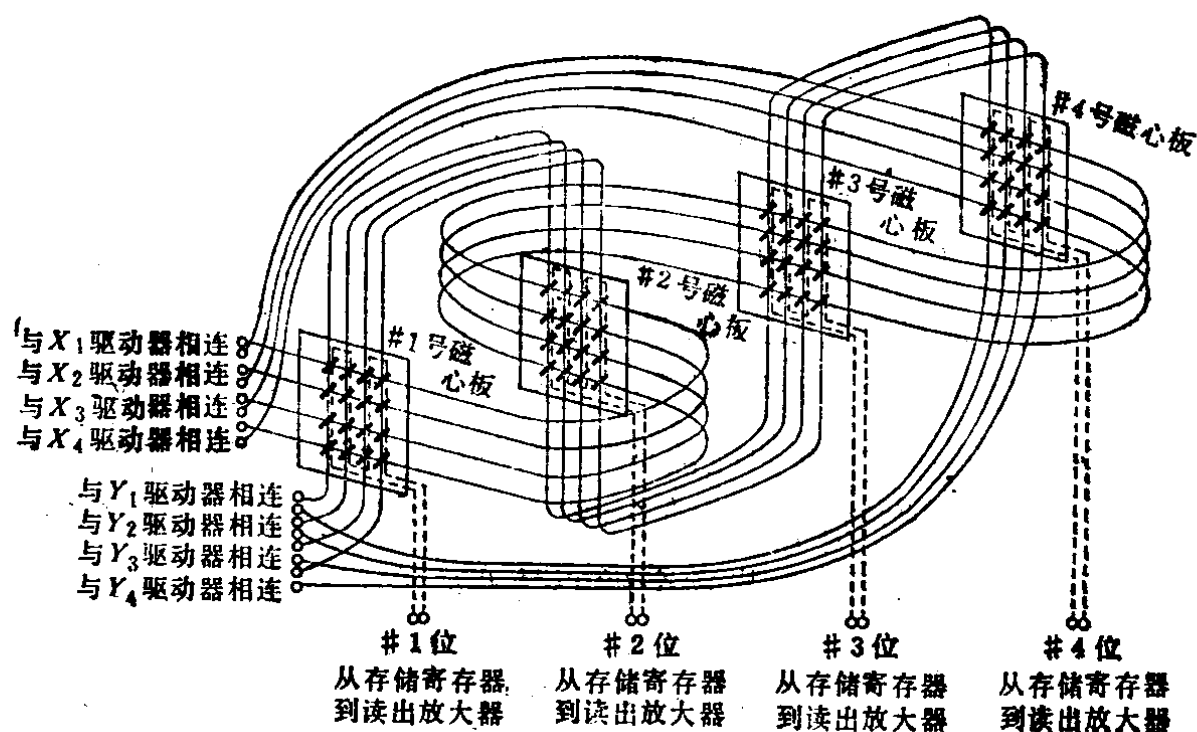 #4号磁心板
#3号磁
心板
#2号磁
心板
#1号磁
心板
与X₁驱动器相连
与X₂驱动器相连
与X₃驱动器相连
与X₄驱动器相连
与Y₁驱动器相连
与Y₂驱动器相连
与Y₃驱动器相连
与Y₄驱动器相连
#1位 #2位 #3位 #4位
从存储寄存器 从存储寄存器 从存储寄存器 从存储寄存器
到读出放大器 到读出放大器 到读出放大器 到读出放大器